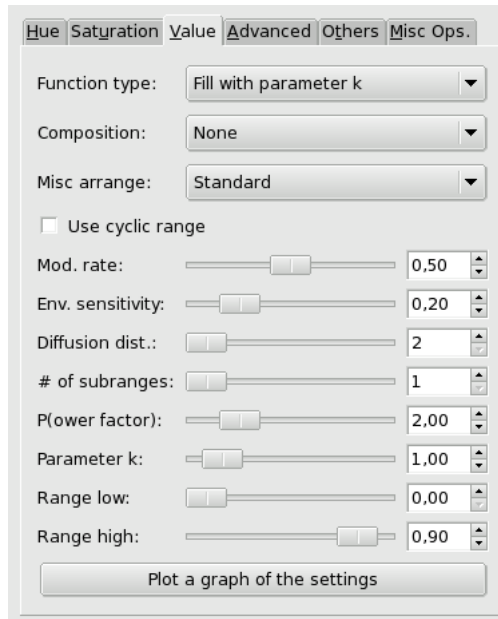 Hue Saturation Value Advanced Others Misc Ops.
Function type: Fill with parameter k
Composition: None
Misc arrange: Standard
Use cyclic range
Mod. rate: 0,50
Env. sensitivity: 0,20
Diffusion dist.: 2
# of subranges: 1
P(ower factor): 2,00
Parameter k: 1,00
Range low: 0,00
Range high: 0,90
Plot a graph of the settings